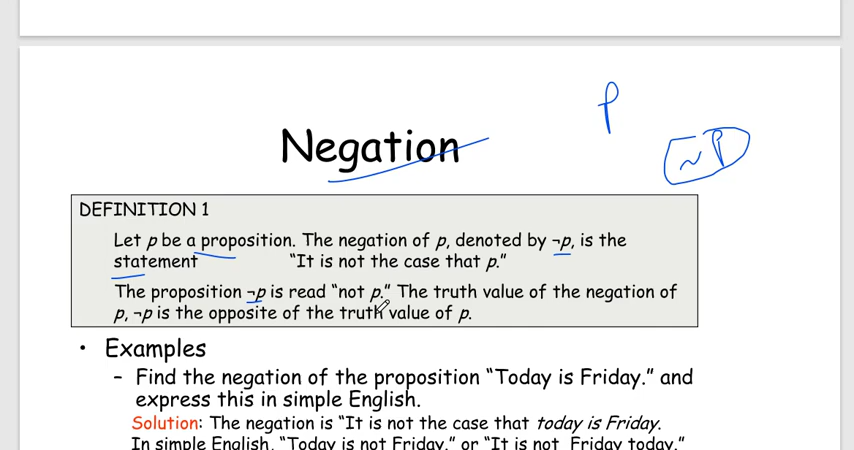 p
Negation
~p
DEFINITION 1
Let p be a proposition. The negation of p, denoted by ¬p, is the
statement “It is not the case that p.”
The proposition ¬p is read “not p.” The truth value of the negation of
p, ¬p is the opposite of the truth value of p.
• Examples
– Find the negation of the proposition “Today is Friday.” and
express this in simple English.
Solution: The negation is “It is not the case that today is Friday.
In simple English, “Today is not Friday.” or “It is not Friday today.”